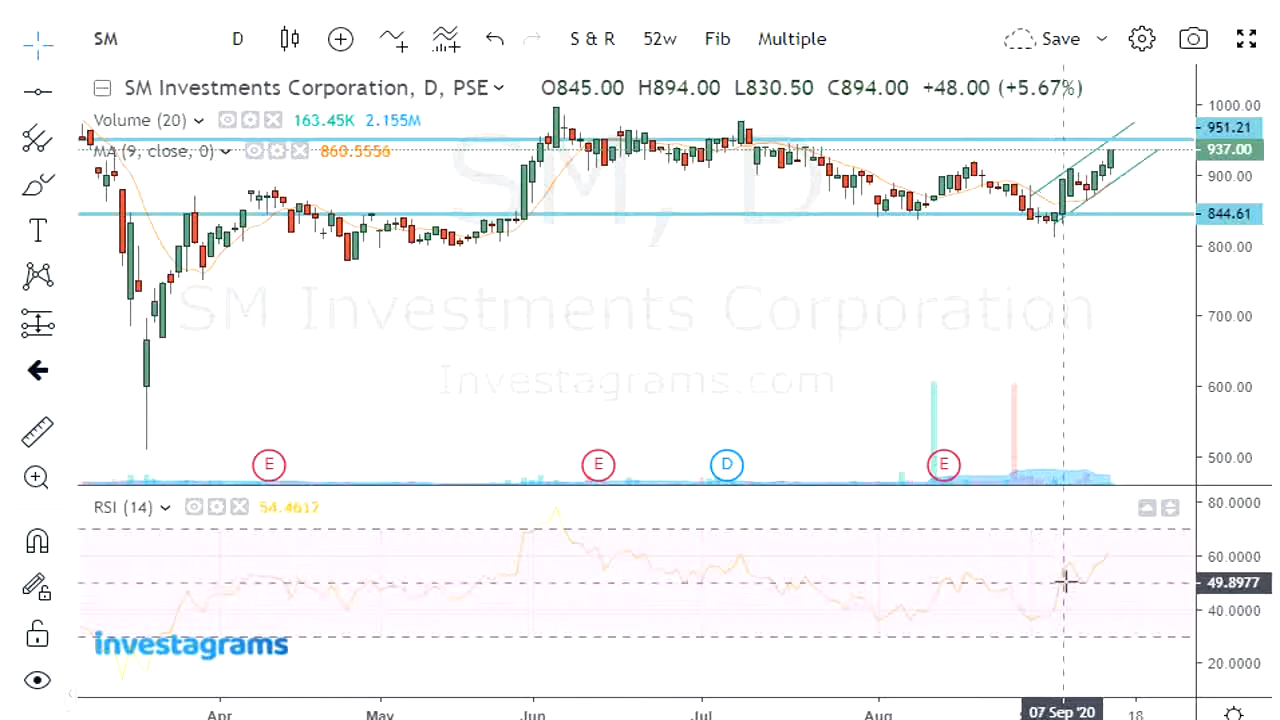 SM D S & R 52w Fib Multiple Save
SM Investments Corporation, D, PSE O845.00 H894.00 L830.50 C894.00 +48.00 (+5.67%)
Volume (20) 163.45K 2.155M
MA (9, close, 0) 860.5556
1000.00
951.21
937.00
900.00
844.61
800.00
700.00
600.00
500.00
SM, D
SM Investments Corporation
Investagrams.com
E E D E
RSI (14) 54.4612
80.0000
60.0000
49.8977
40.0000
20.0000
investagrams
Apr May Jun Jul Aug 07 Sep '20 18